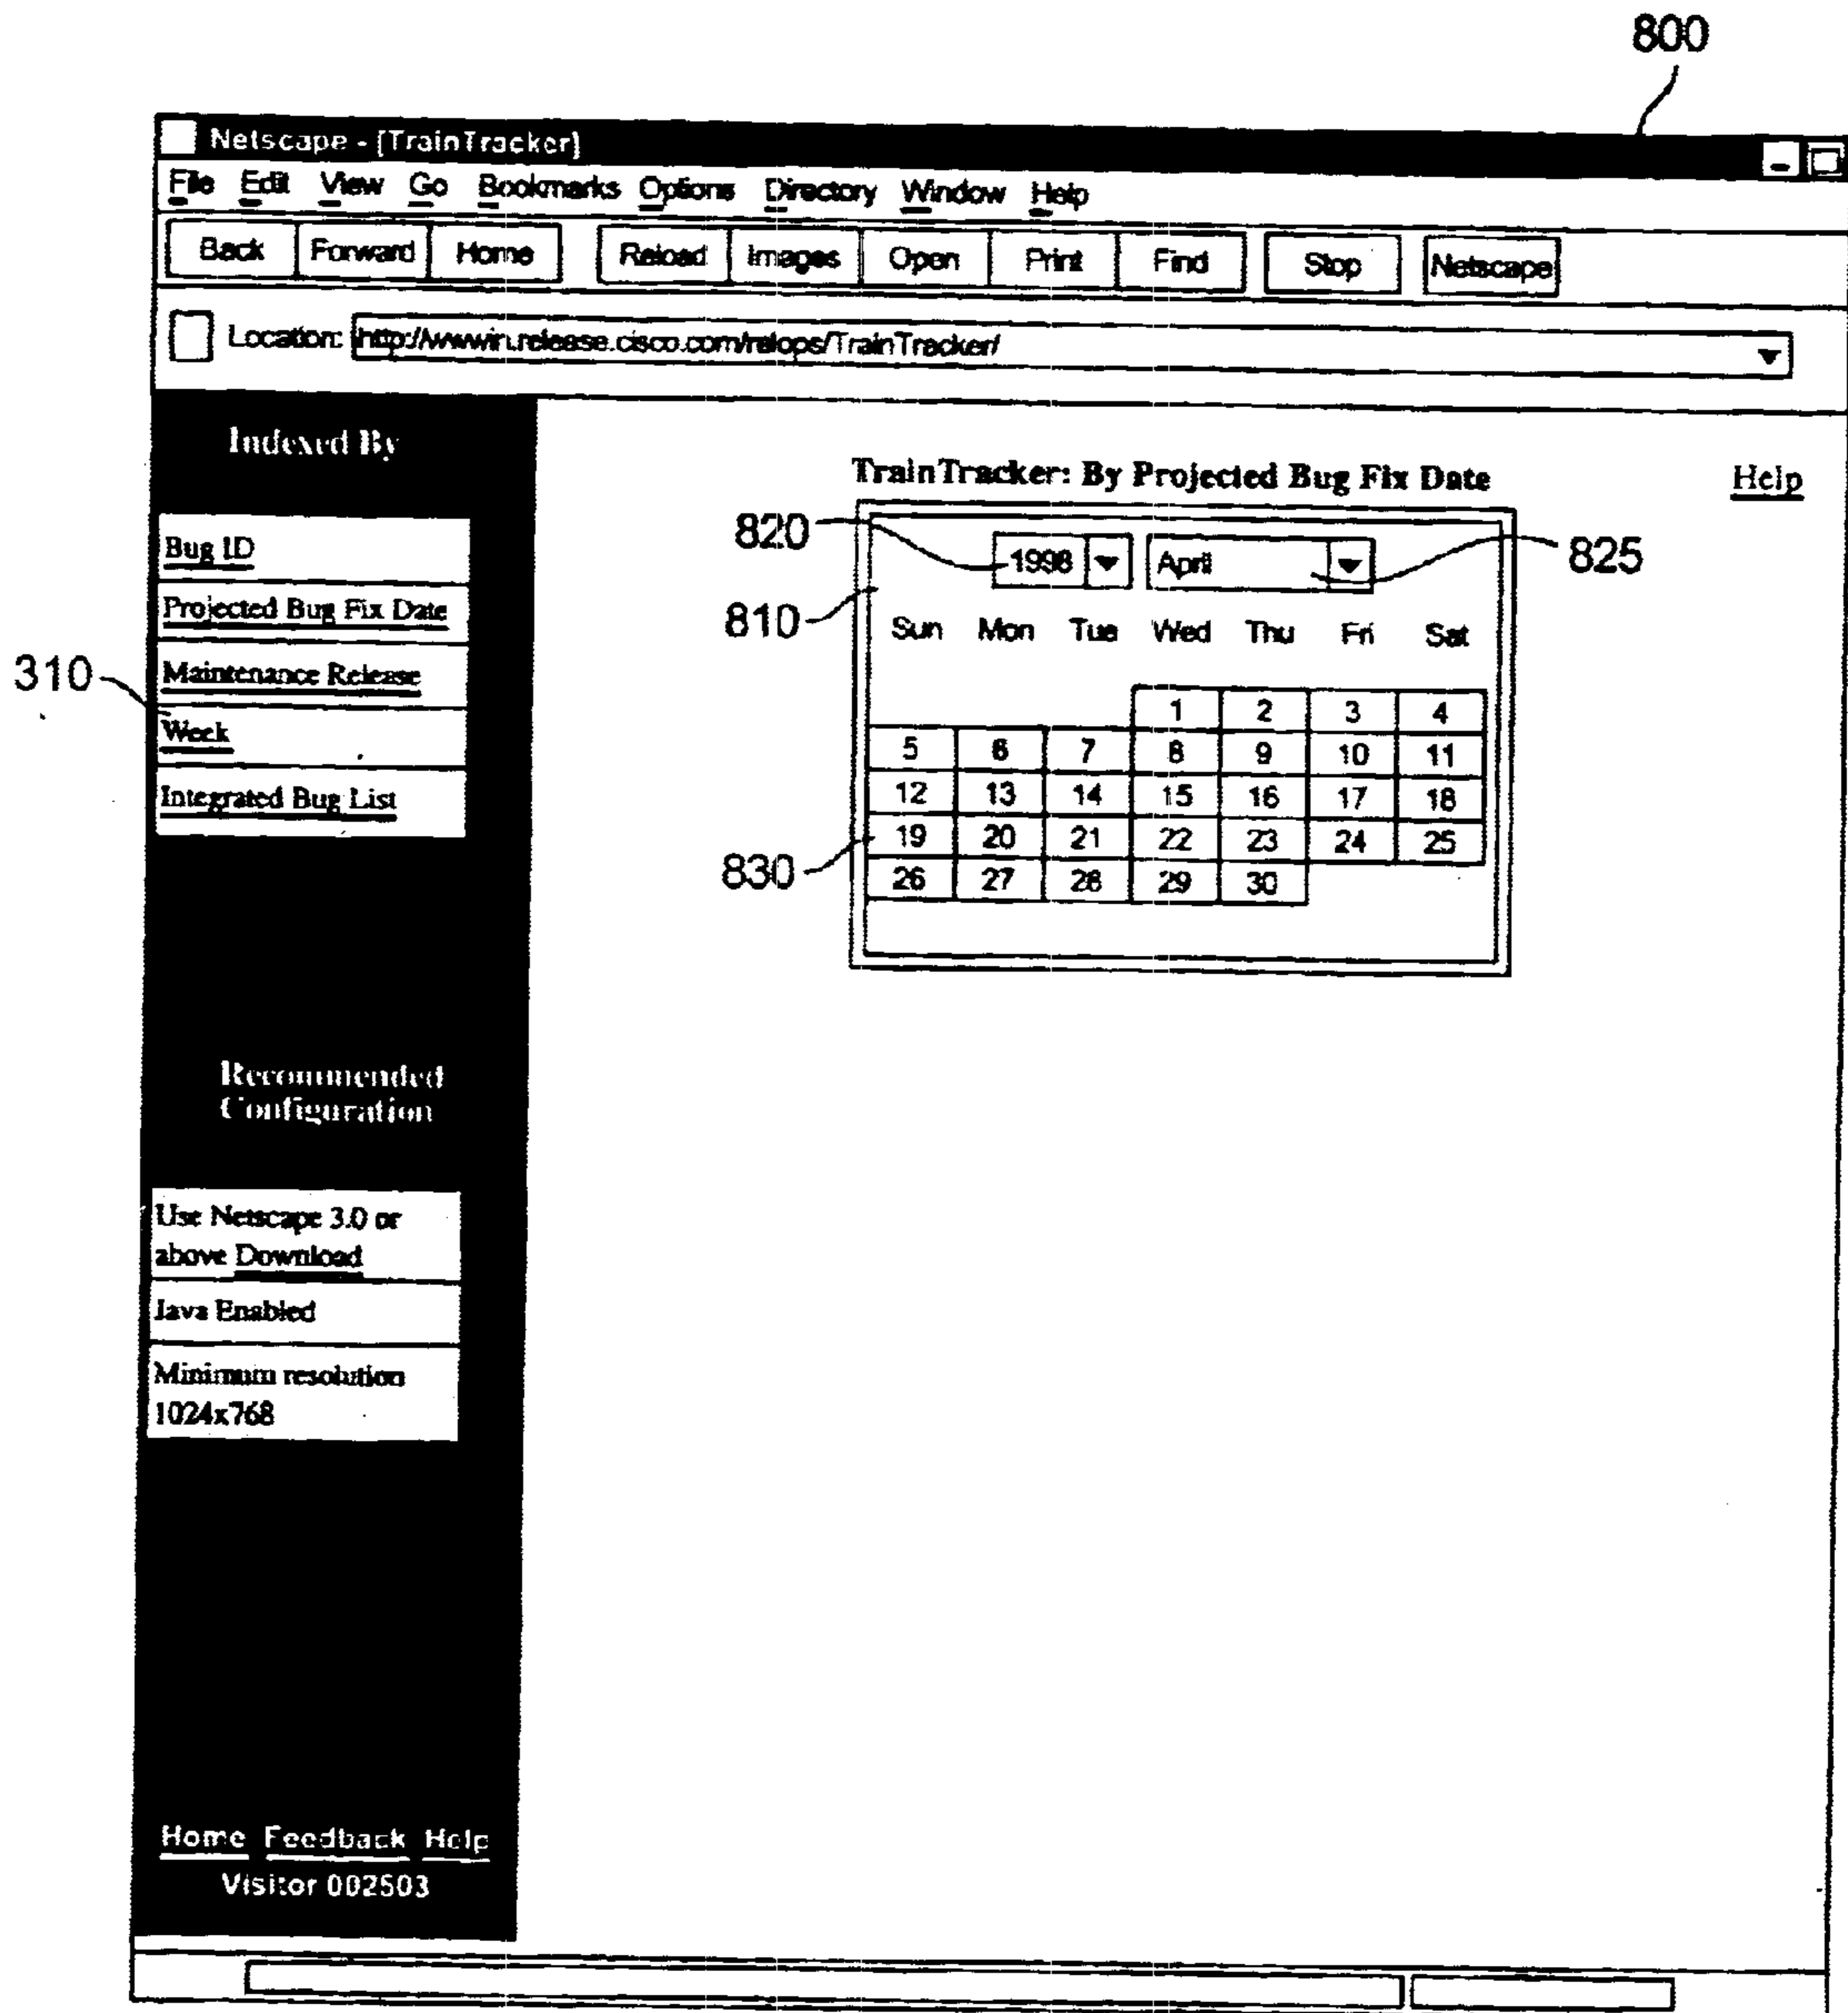 800
Netscape - [TrainTracker]
File Edit View Go Bookmarks Options Directory Window Help
Back Forward Home Reload Images Open Print Find Stop Netscape
Location: http://wwwin.release.cisco.com/relops/TrainTracker/
Indexed By
Bug ID
Projected Bug Fix Date
Maintenance Release
310
Week
Integrated Bug List
TrainTracker: By Projected Bug Fix Date
Help
820
1998 April
825
810
Sun Mon Tue Wed Thu Fri Sat
1 2 3 4
5 6 7 8 9 10 11
12 13 14 15 16 17 18
19 20 21 22 23 24 25
830
26 27 28 29 30
Recommended
Configuration
Use Netscape 3.0 or
above Download
Java Enabled
Minimum resolution
1024x768
Home Feedback Help
Visitor 002503